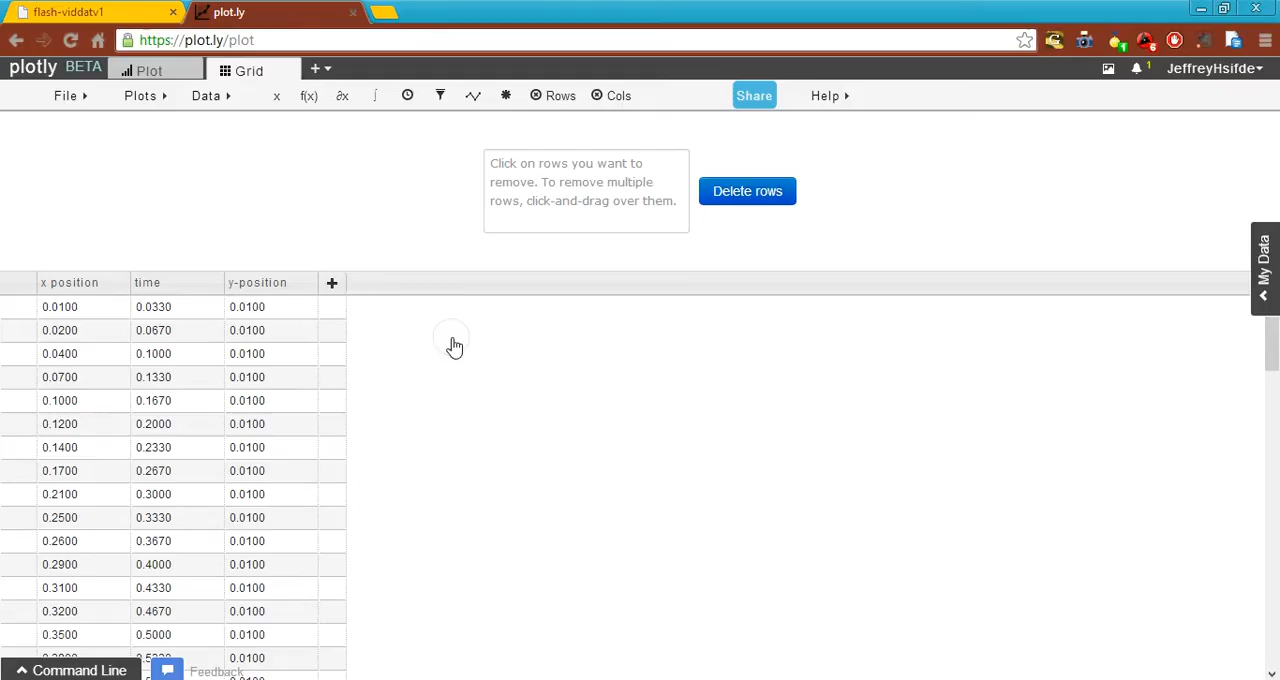 flash-viddatv1 × plot.ly ×
https://plot.ly/plot
plotly BETA Plot Grid + JeffreyHsifde
File Plots Data x f(x) ∂x ∫ Rows Cols Share Help
Click on rows you want to
remove. To remove multiple
rows, click-and-drag over them.
Delete rows
My Data
x position time y-position +
0.0100 0.0330 0.0100
0.0200 0.0670 0.0100
0.0400 0.1000 0.0100
0.0700 0.1330 0.0100
0.1000 0.1670 0.0100
0.1200 0.2000 0.0100
0.1400 0.2330 0.0100
0.1700 0.2670 0.0100
0.2100 0.3000 0.0100
0.2500 0.3330 0.0100
0.2600 0.3670 0.0100
0.2900 0.4000 0.0100
0.3100 0.4330 0.0100
0.3200 0.4670 0.0100
0.3500 0.5000 0.0100
0.0100
Command Line Feedback